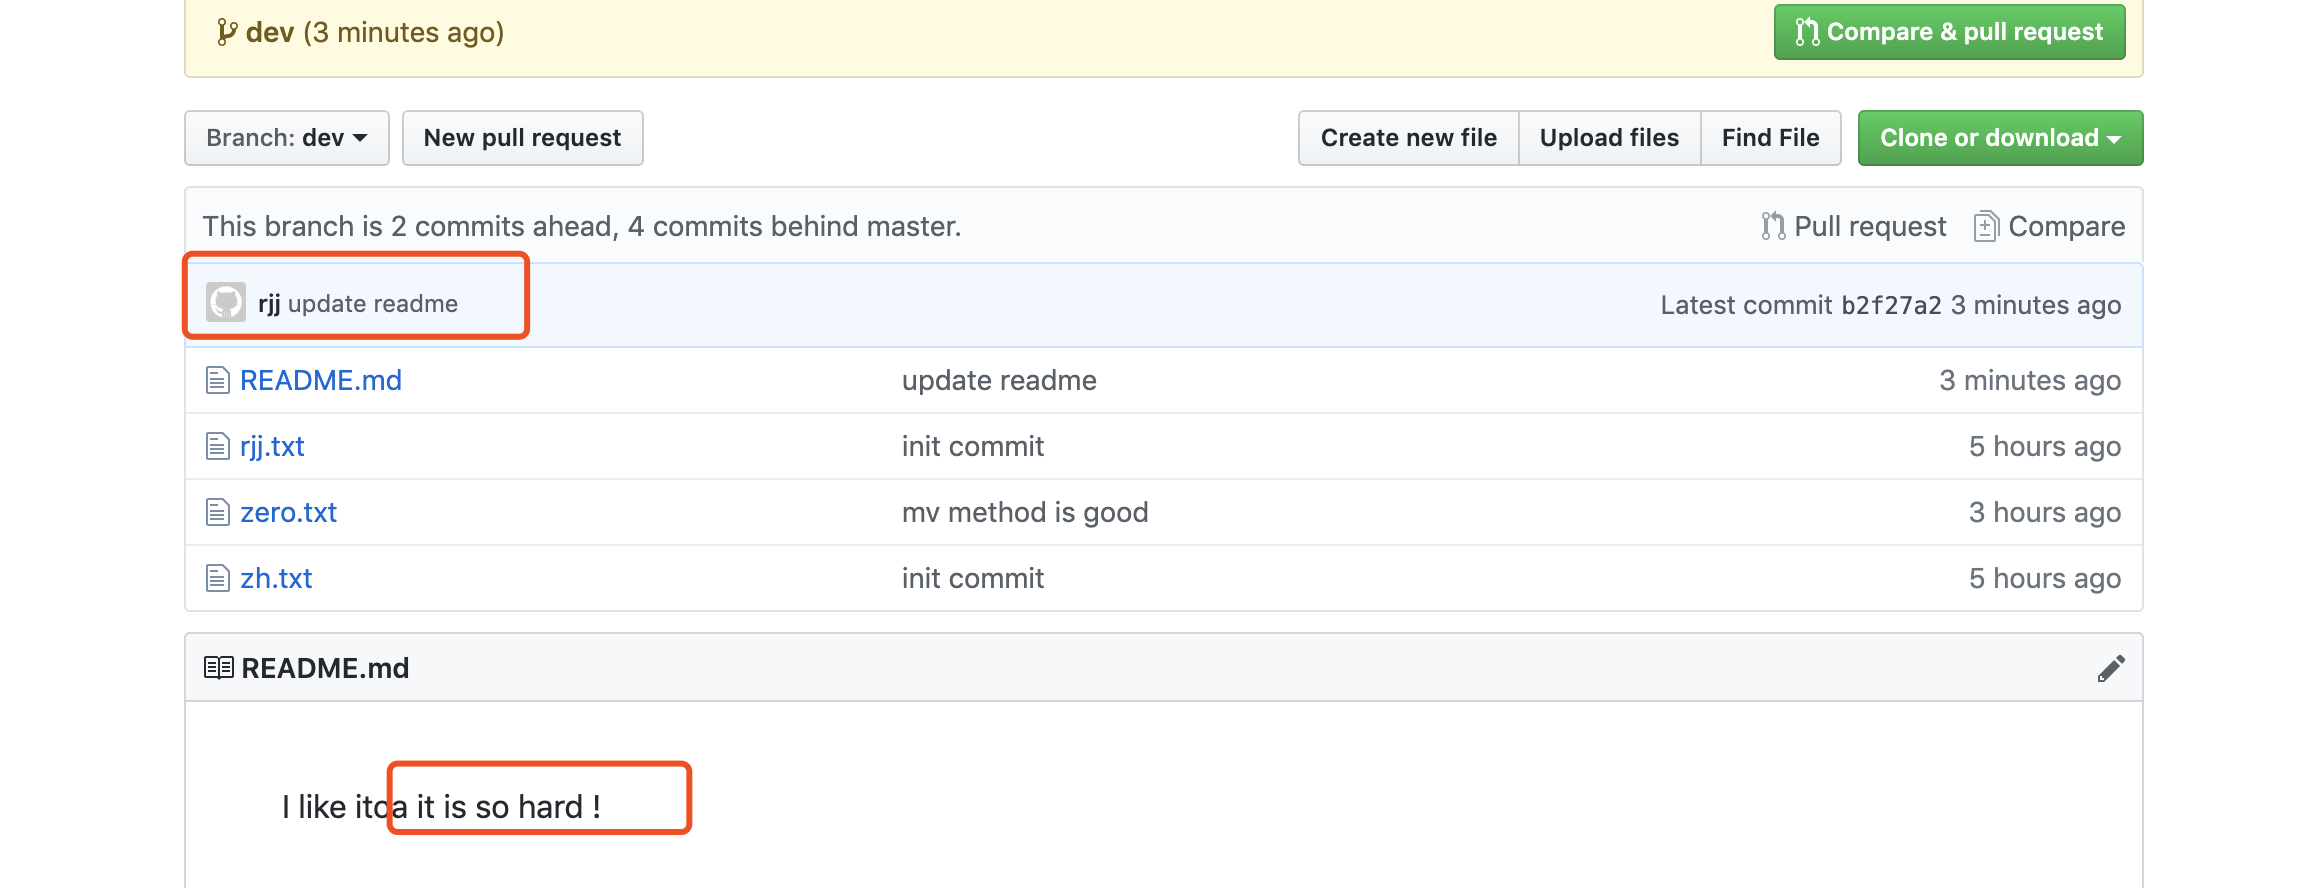 dev (3 minutes ago) Compare & pull request
Branch: dev New pull request Create new file Upload files Find File Clone or download
This branch is 2 commits ahead, 4 commits behind master. Pull request Compare
rjj update readme Latest commit b2f27a2 3 minutes ago
README.md update readme 3 minutes ago
rjj.txt init commit 5 hours ago
zero.txt mv method is good 3 hours ago
zh.txt init commit 5 hours ago
README.md
I like itca it is so hard !